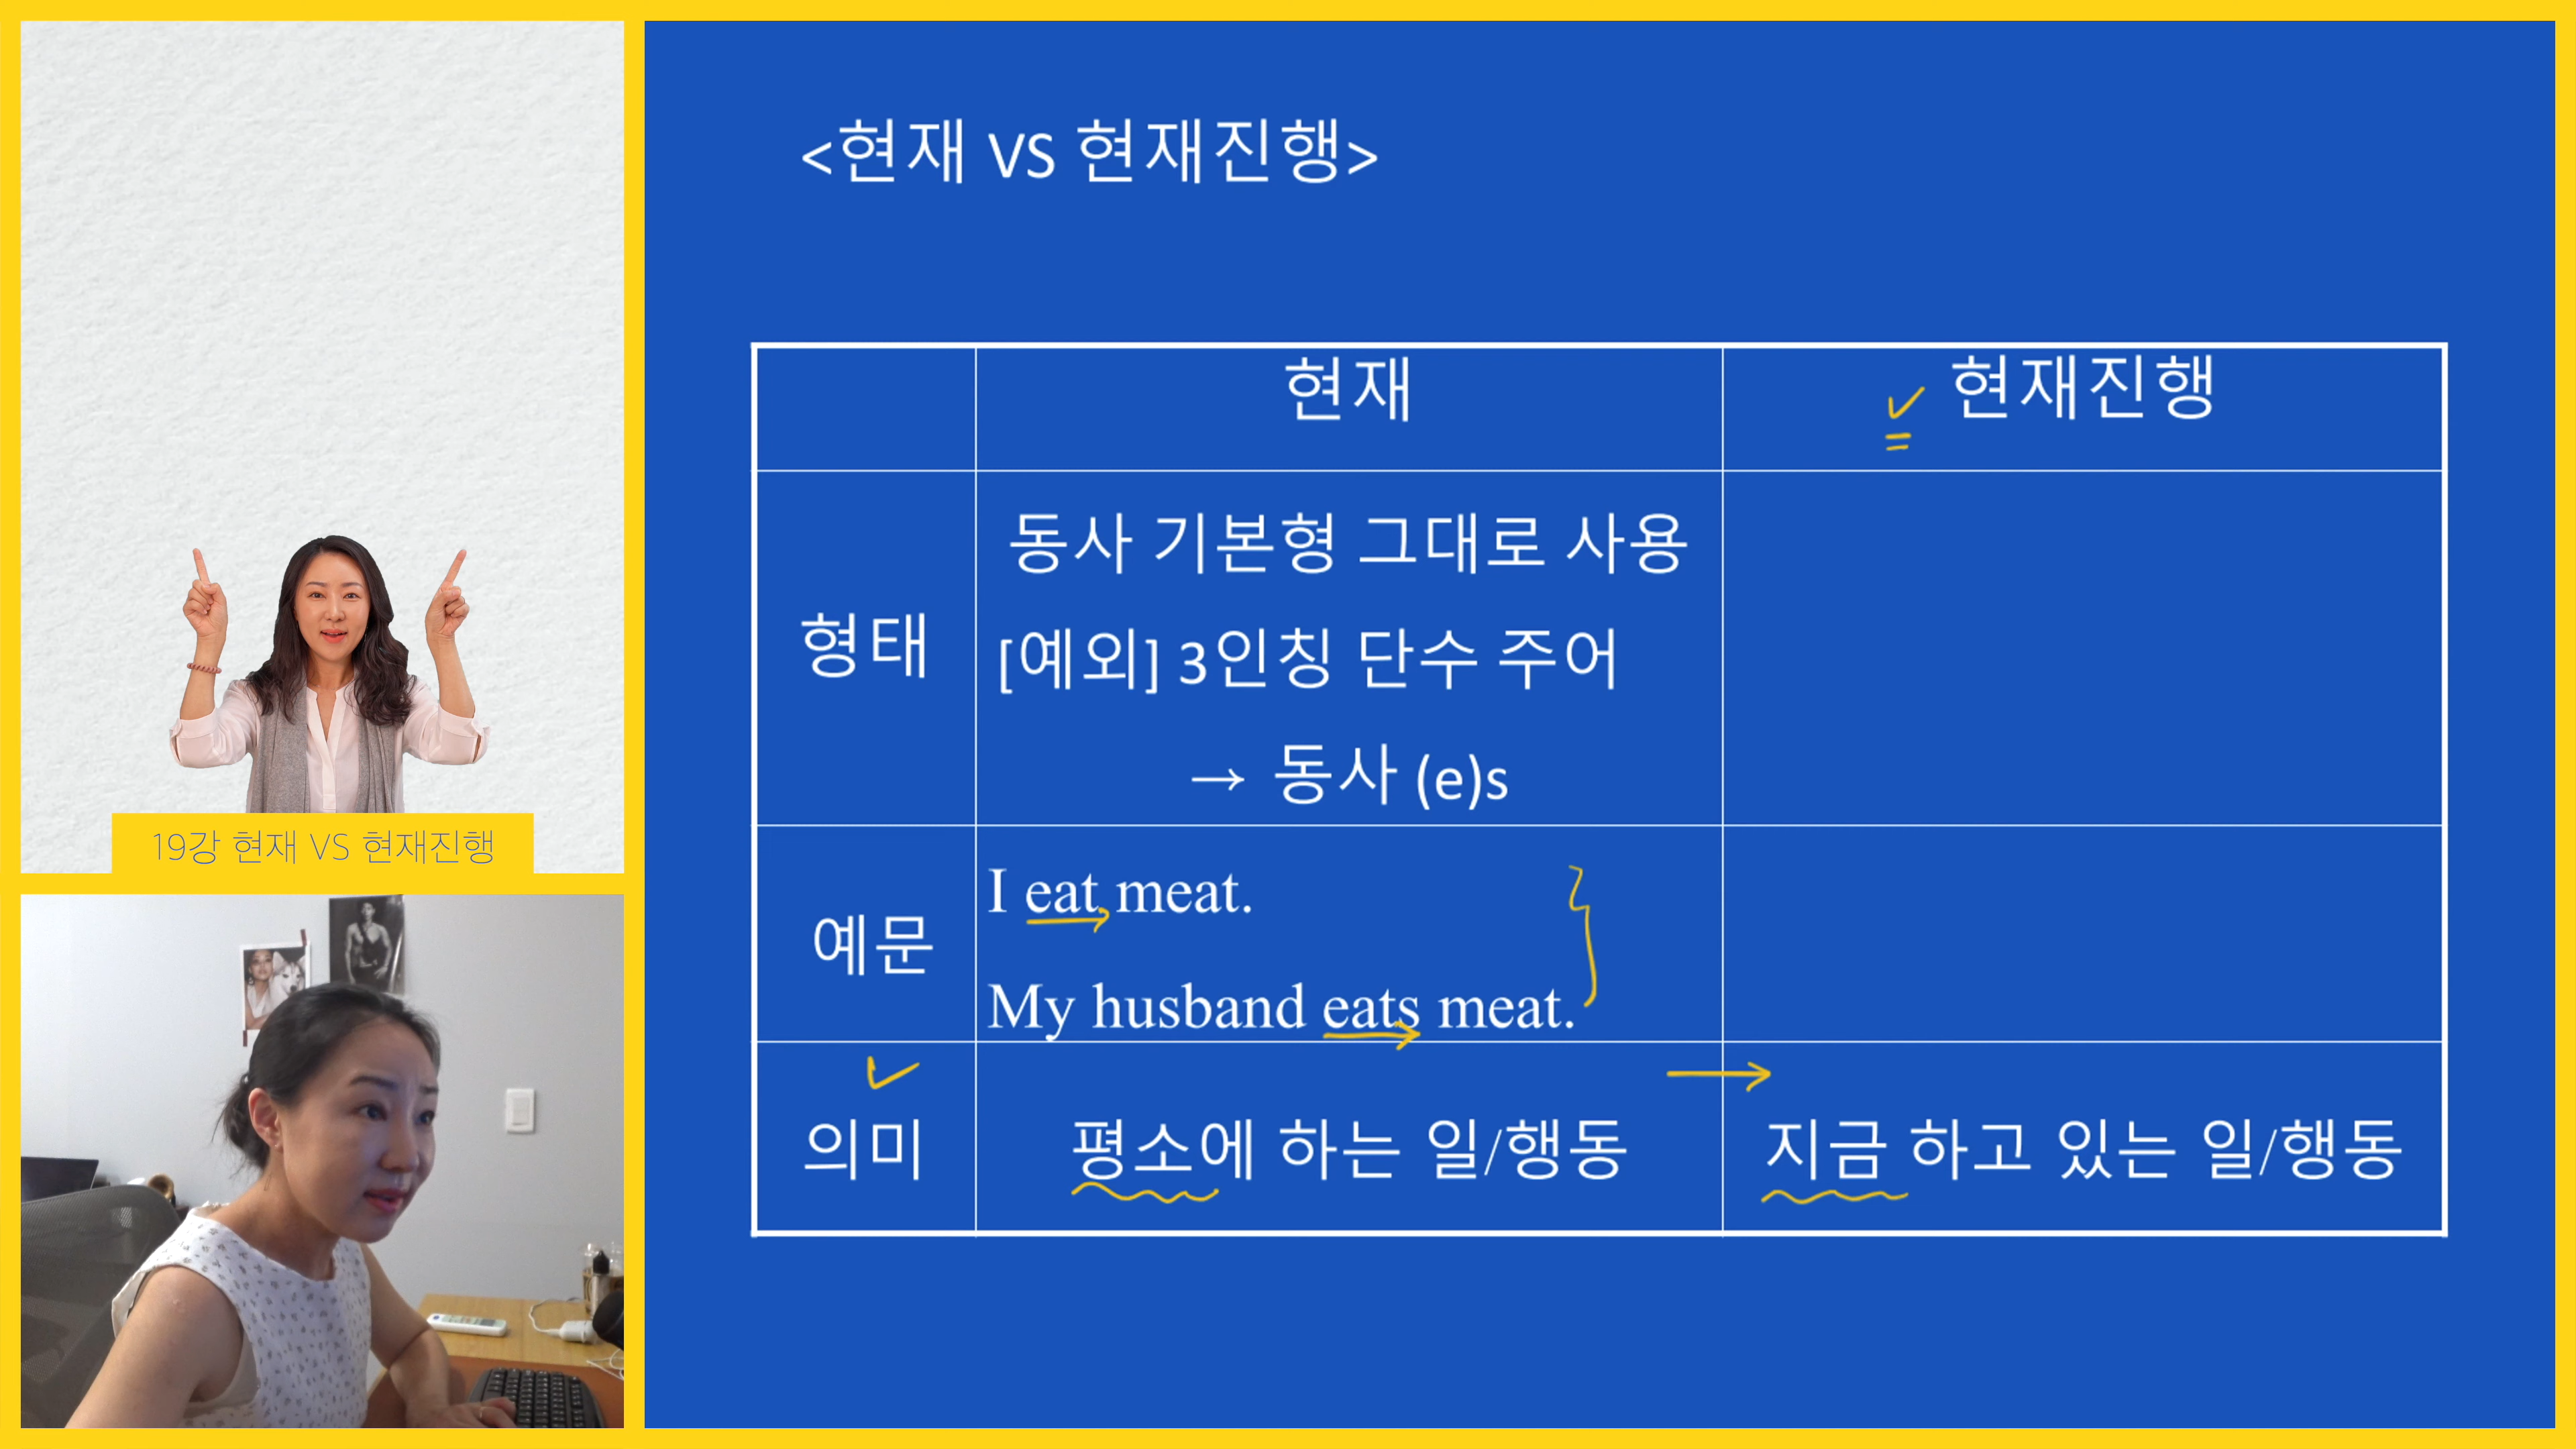 <현재 VS 현재진행>
현재
현재진행
형태
동사 기본형 그대로 사용
[예외] 3인칭 단수 주어
→ 동사 (e)s
예문
I eat meat.
My husband eats meat.
의미
평소에 하는 일/행동
지금 하고 있는 일/행동
19강 현재 VS 현재진행